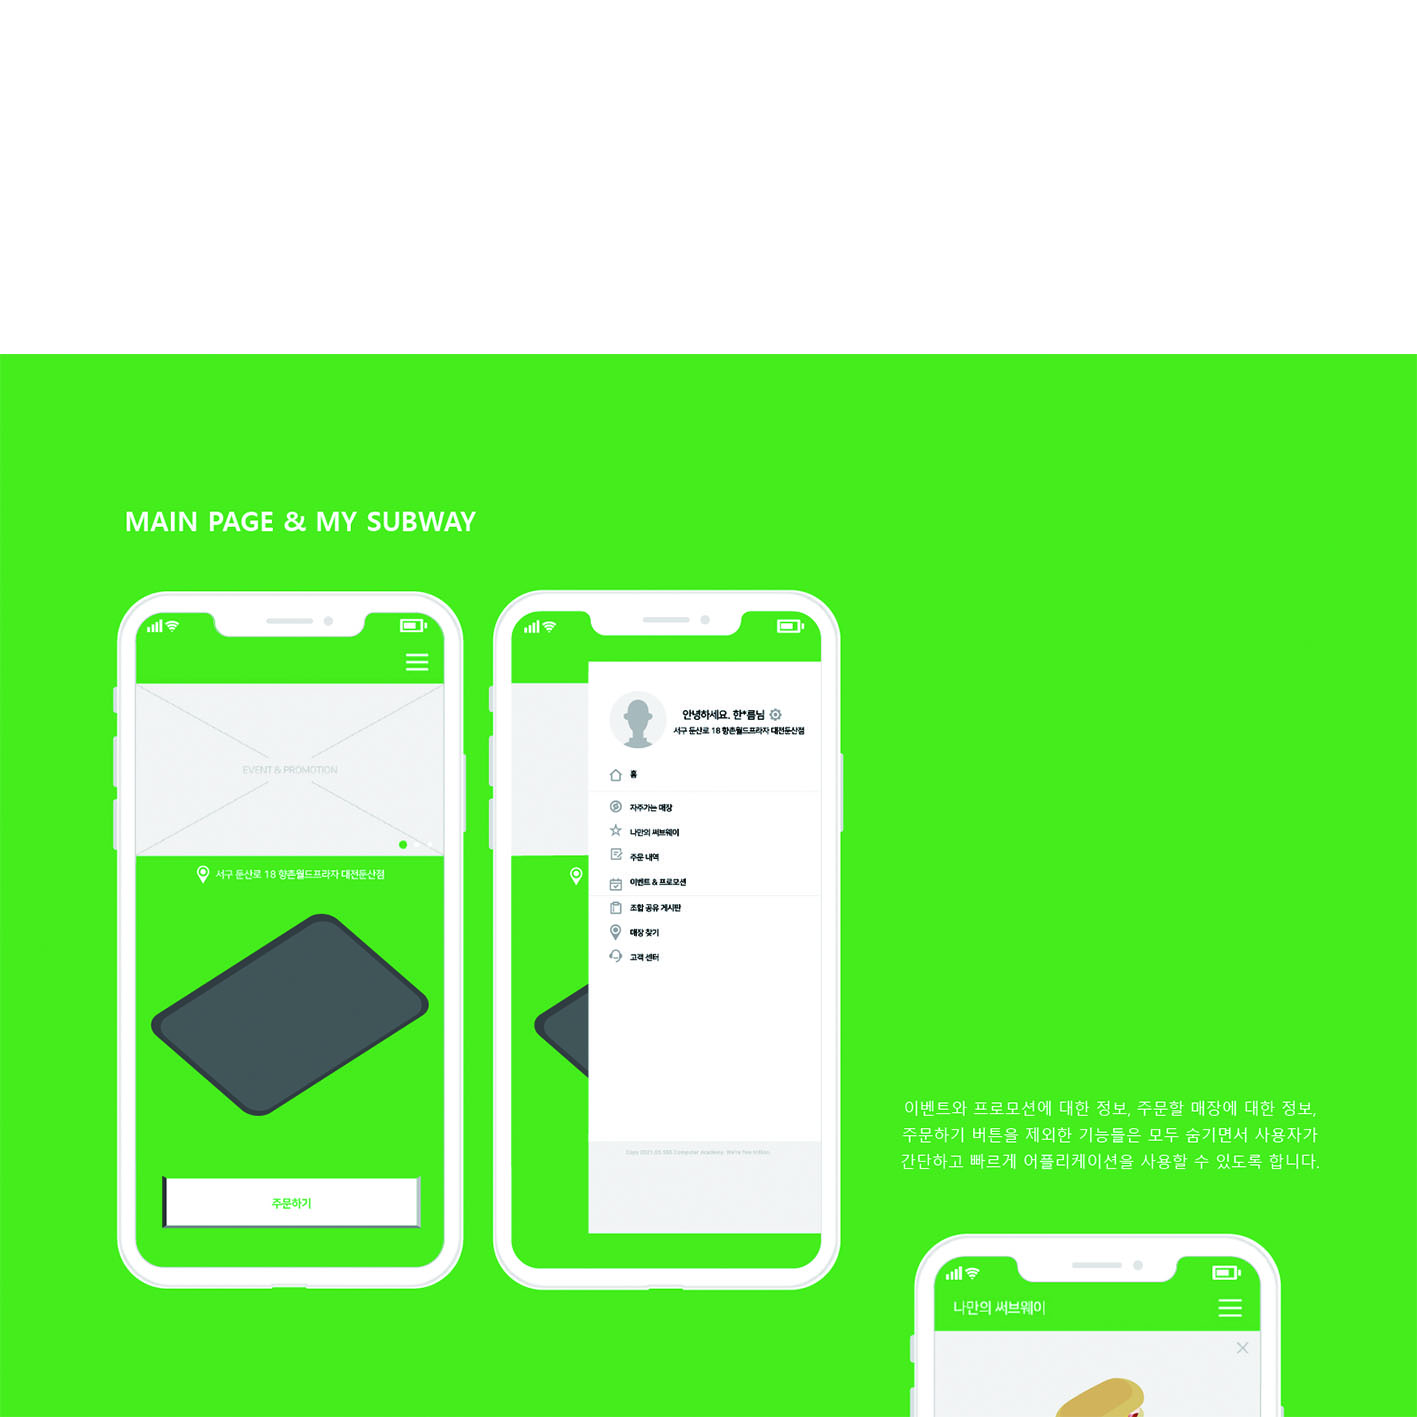 MAIN PAGE & MY SUBWAY
EVENT & PROMOTION
서구 둔산로 18 향촌월드프라자 대전둔산점
주문하기
안녕하세요. 한*름님
서구 둔산로 18 향촌월드프라자 대전둔산점
홈
자주가는 매장
나만의 써브웨이
주문 내역
이벤트 & 프로모션
조합 공유 게시판
매장 찾기
고객 센터
Copy 2021.03 SBS Computer Academy. We're
이벤트와 프로모션에 대한 정보, 주문할 매장에 대한 정보,
주문하기 버튼을 제외한 기능들은 모두 숨기면서 사용자가
간단하고 빠르게 어플리케이션을 사용할 수 있도록 합니다.
나만의 써브웨이